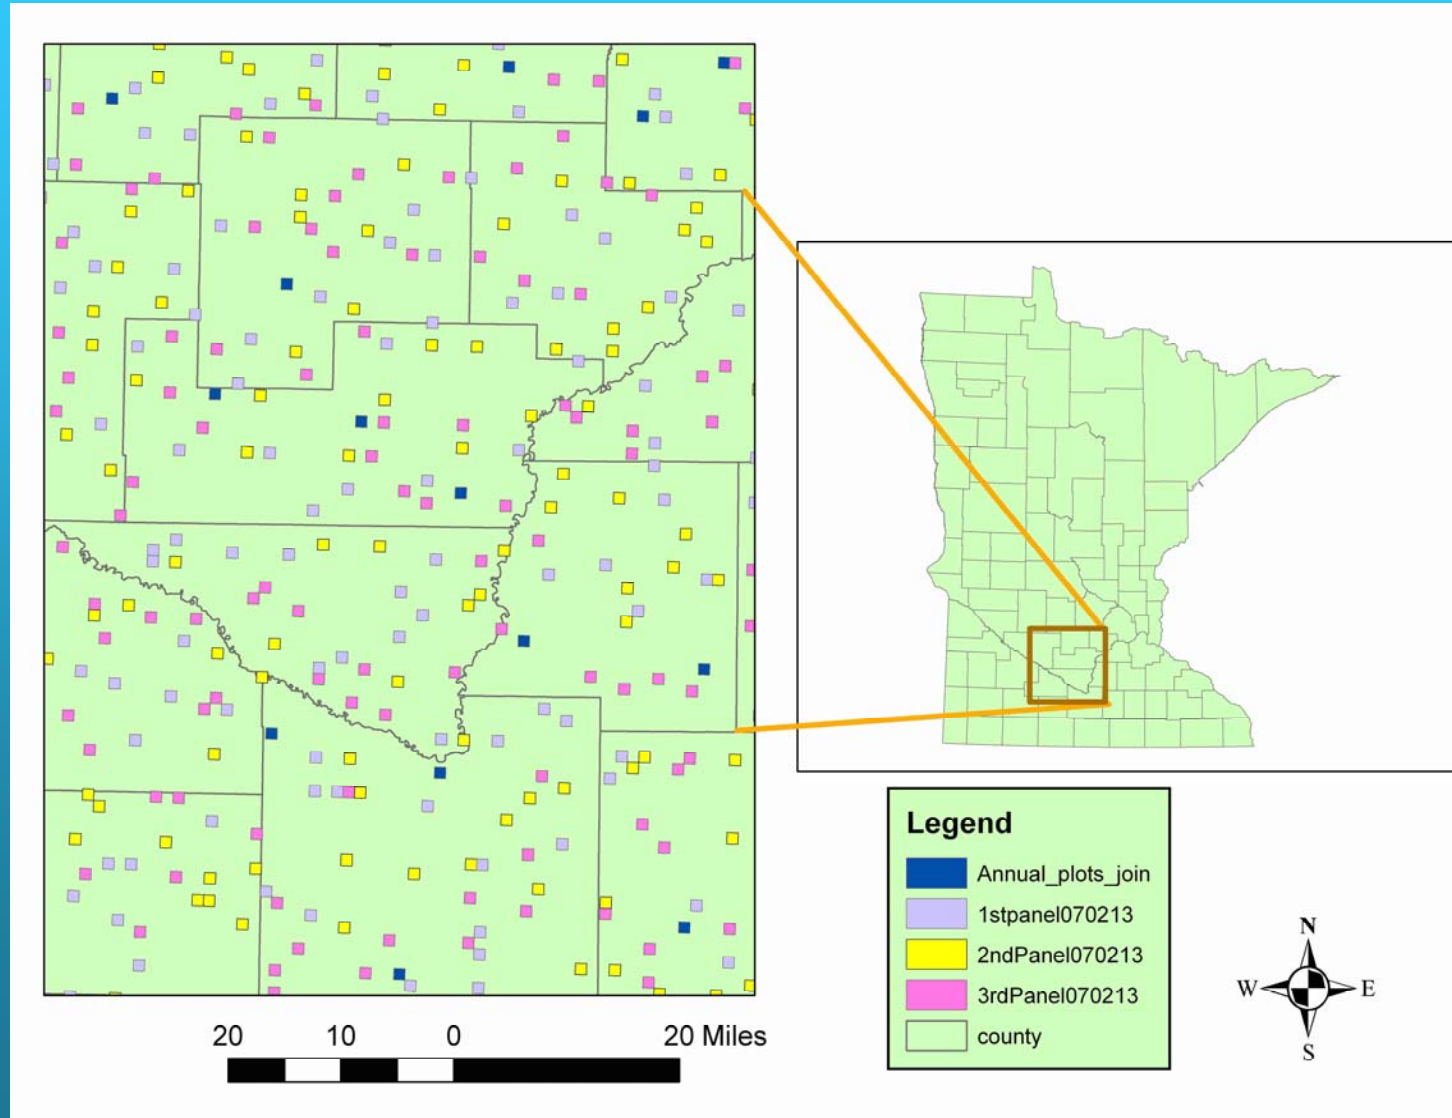 20 10 0 20 Miles
Legend
Annual_plots_join
1stpanel070213
2ndPanel070213
3rdPanel070213
county
N
W E
S